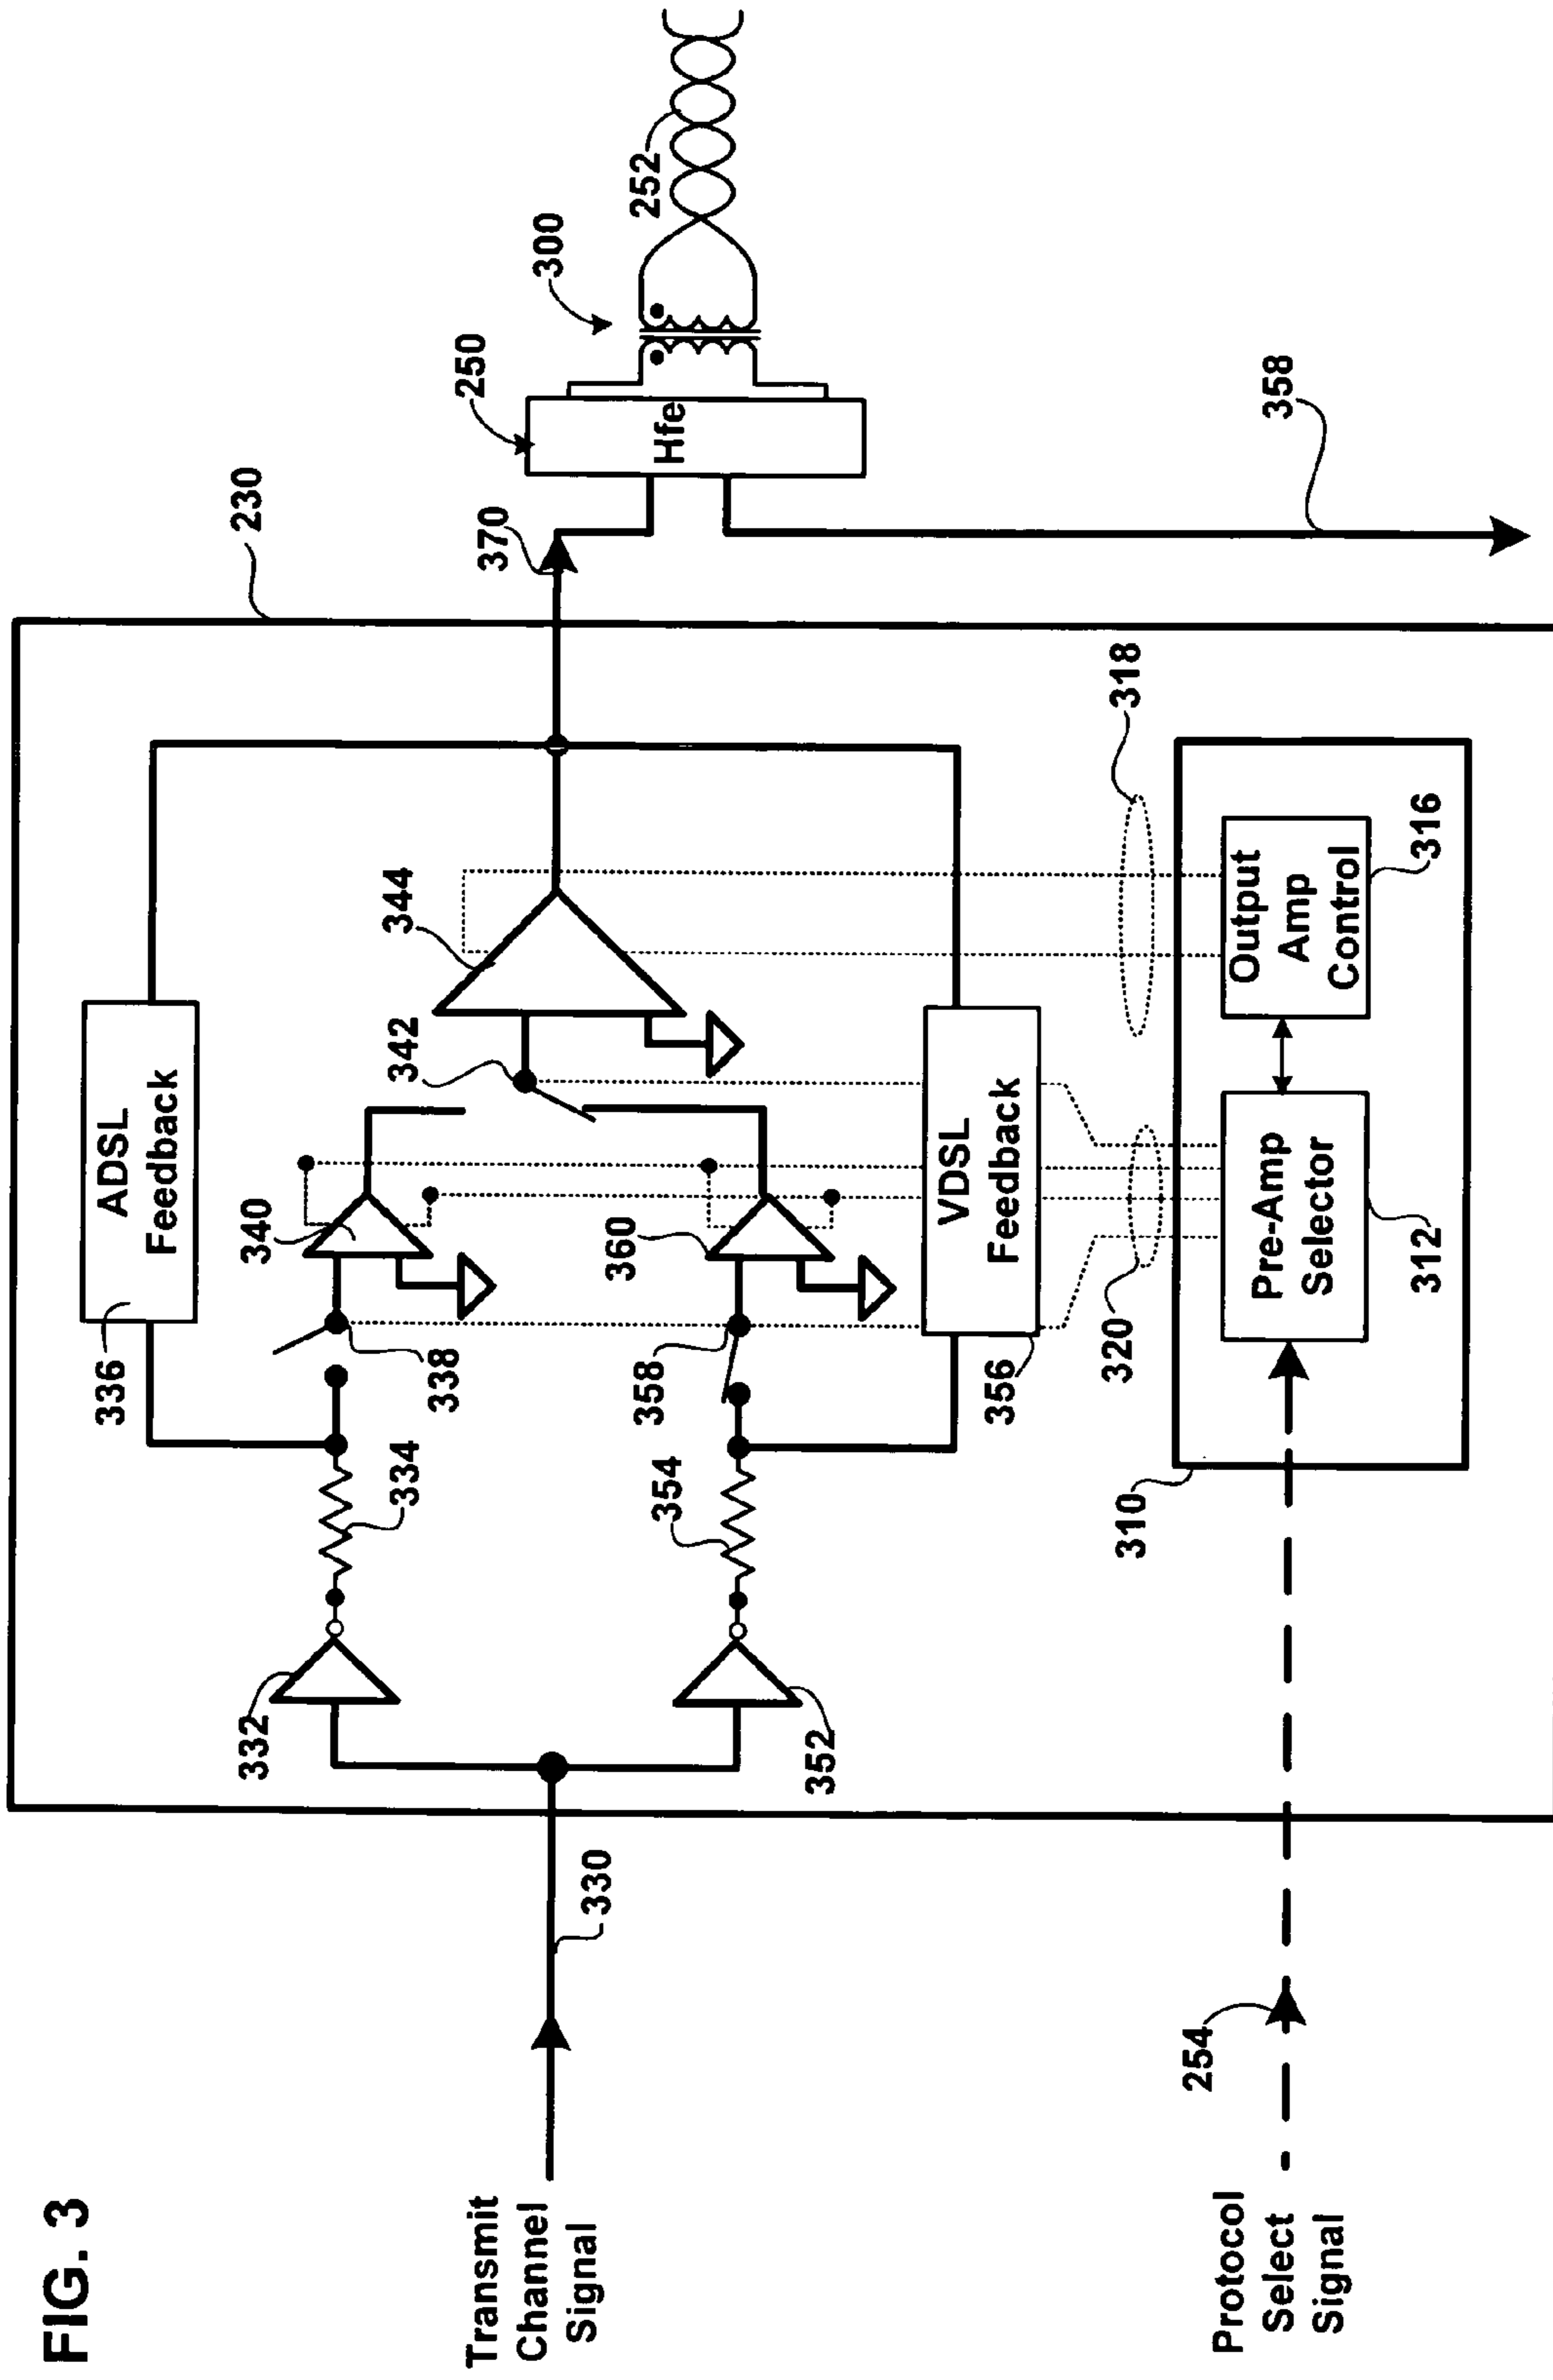 FIG. 3
230
336
ADSL
Feedback
332
334
338
340
342
344
370
250
Hfe
300
252
Transmit
Channel
Signal
330
352
354
358
360
356
VDSL
Feedback
318
320
310
Pre-Amp
Selector
312
Output
Amp
Control
316
358
254
Protocol
Select
Signal